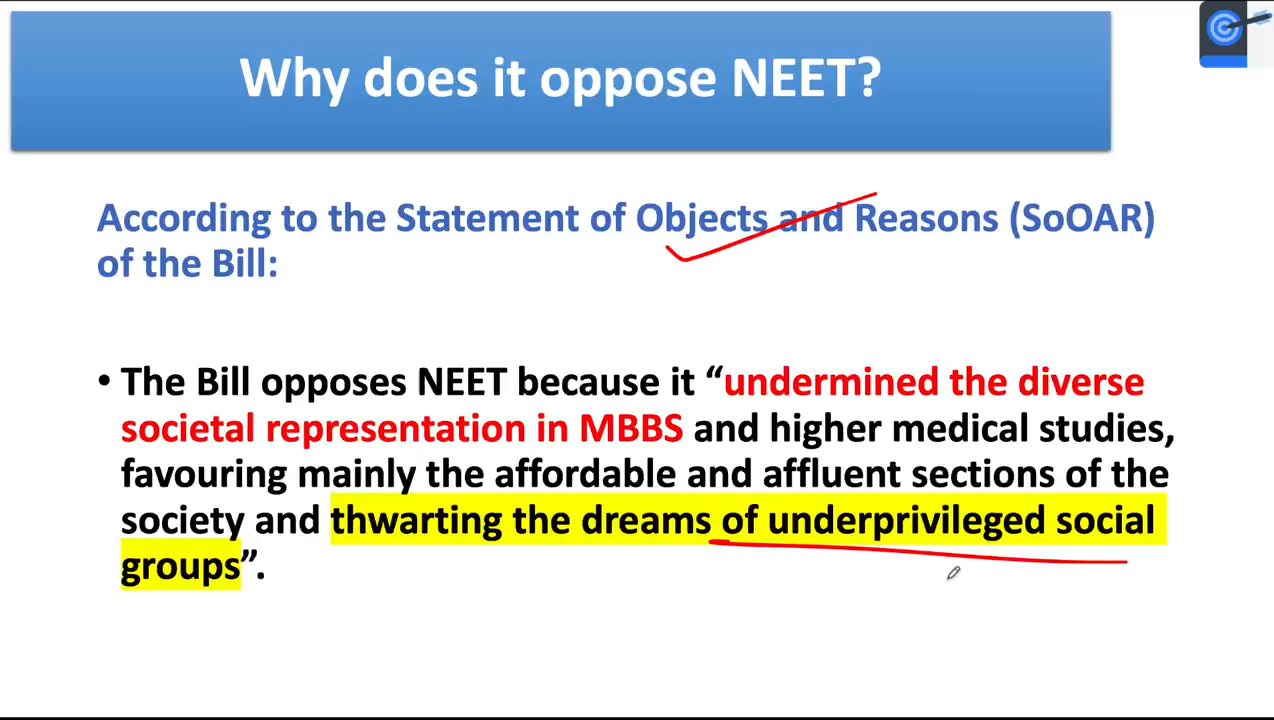 Why does it oppose NEET?
According to the Statement of Objects and Reasons (SoOAR)
of the Bill:
• The Bill opposes NEET because it “undermined the diverse
societal representation in MBBS and higher medical studies,
favouring mainly the affordable and affluent sections of the
society and thwarting the dreams of underprivileged social
groups”.